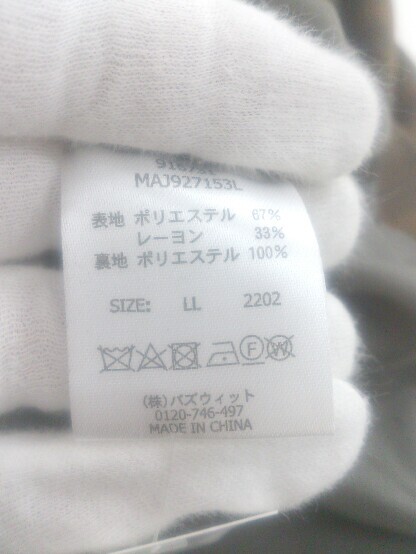 MAJ927153L
表地 ポリエステル 67%
レーヨン 33%
裏地 ポリエステル 100%
SIZE: LL 2202
F W
(株)バズウィット
0120-746-497
MADE IN CHINA